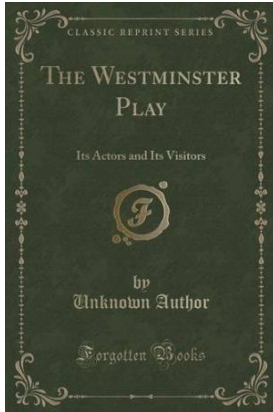 CLASSIC REPRINT SERIES
THE WESTMINSTER
PLAY
Its Actors and Its Visitors
F
by
Unknown Author
Forgotten Books